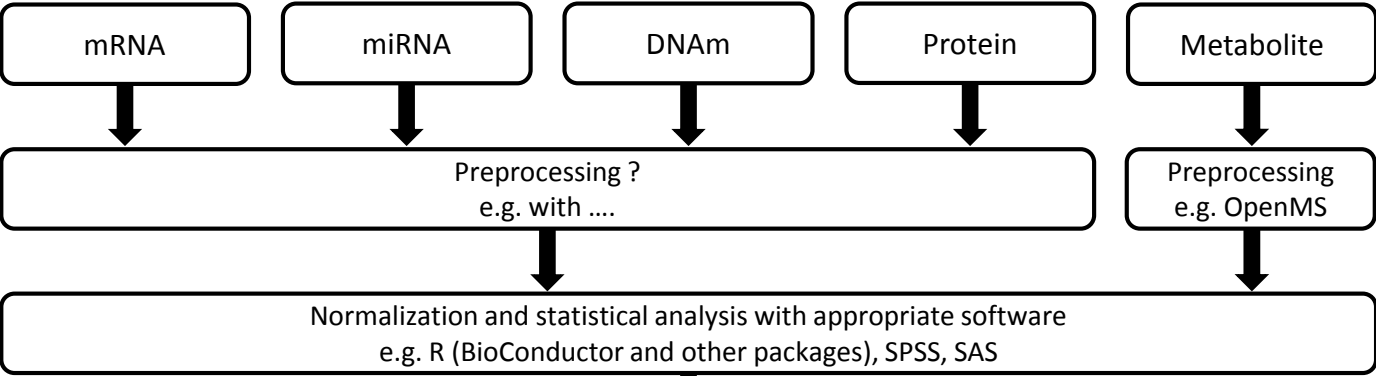 mRNA
miRNA
DNAm
Protein
Metabolite
Preprocessing ?
e.g. with ....
Preprocessing
e.g. OpenMS
Normalization and statistical analysis with appropriate software
e.g. R (BioConductor and other packages), SPSS, SAS